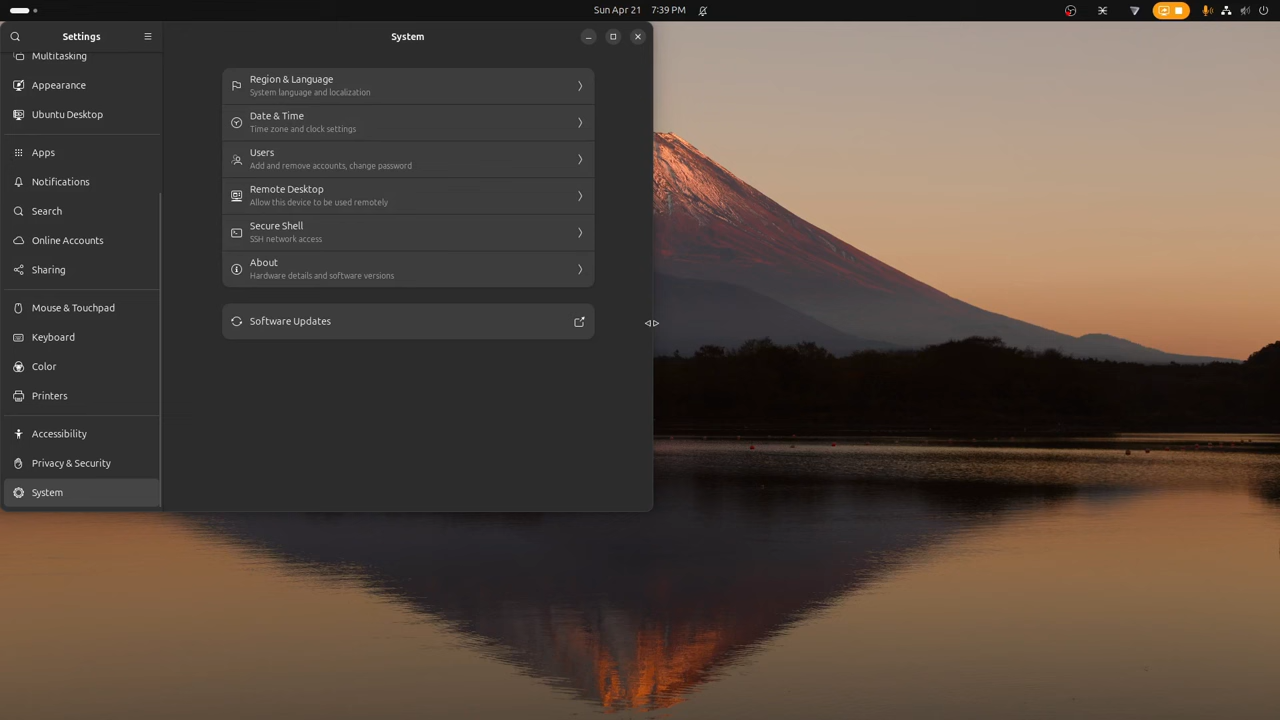 Sun Apr 21 7:39 PM
Settings
System
Multitasking
Appearance
Ubuntu Desktop
Apps
Notifications
Search
Online Accounts
Sharing
Mouse & Touchpad
Keyboard
Color
Printers
Accessibility
Privacy & Security
System
Region & Language
System language and localization
Date & Time
Time zone and clock settings
Users
Add and remove accounts, change password
Remote Desktop
Allow this device to be used remotely
Secure Shell
SSH network access
About
Hardware details and software versions
Software Updates